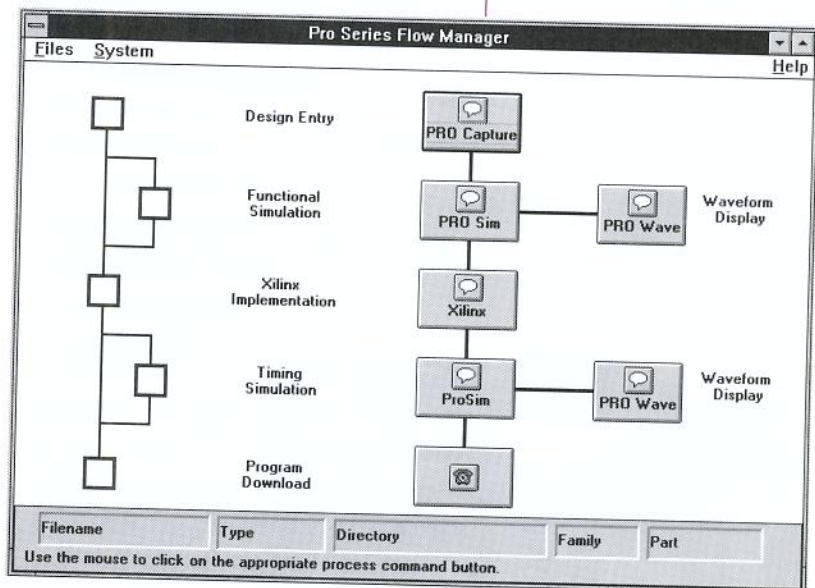 Pro Series Flow Manager
Files System Help
Design Entry
PRO Capture
Functional
Simulation
PRO Sim
PRO Wave
Waveform
Display
Xilinx
Implementation
Xilinx
Timing
Simulation
ProSim
PRO Wave
Waveform
Display
Program
Download
Filename Type Directory Family Part
Use the mouse to click on the appropriate process command button.